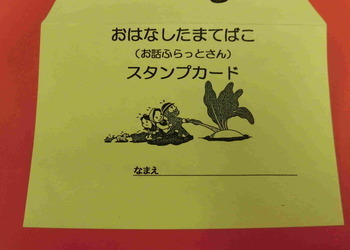 おはなしたまてばこ
（お話ふらっとさん）
スタンプカード
なまえ